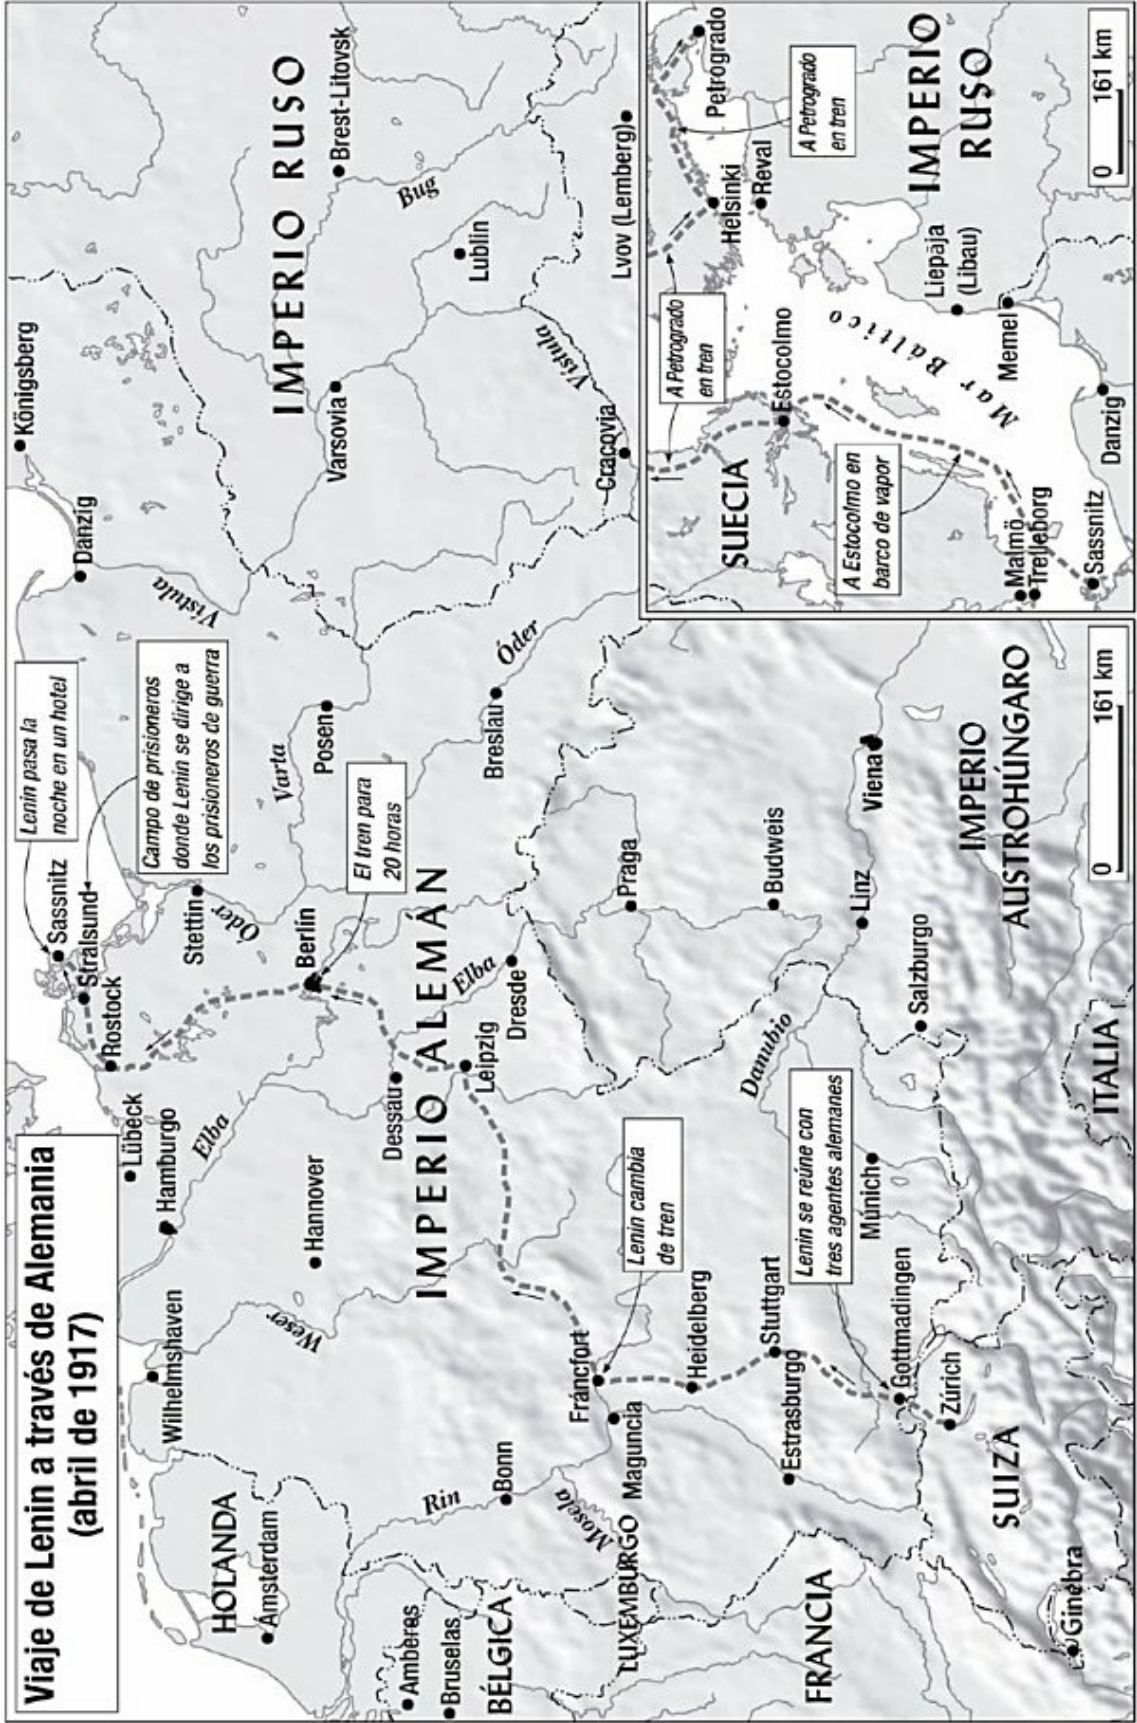 Viaje de Lenin a través de Alemania
(abril de 1917)
Lenin pasa la
noche en un hotel
Campo de prisioneros
donde Lenin se dirige a
los prisioneros de guerra
El tren para
20 horas
Lenin cambia
de tren
Lenin se reúne con
tres agentes alemanes
HOLANDA
Ámsterdam
Amberes
Bruselas
BÉLGICA
LUXEMBURGO
FRANCIA
SUIZA
Ginebra
ITALIA
IMPERIO ALEMÁN
IMPERIO RUSO
IMPERIO
AUSTROHÚNGARO
Wilhelmshaven
Hamburgo
Lübeck
Rostock
Stralsund
Sassnitz
Stettin
Danzig
Königsberg
Hannover
Berlín
Posen
Varsovia
Brest-Litovsk
Lublin
Lvov (Lemberg)
Cracovia
Breslau
Dessau
Leipzig
Dresde
Bonn
Fráncfort
Maguncia
Heidelberg
Stuttgart
Estrasburgo
Gottmadingen
Zúrich
Múnich
Salzburgo
Linz
Viena
Praga
Budweis
Elba
Weser
Rin
Mosela
Óder
Varta
Vístula
Bug
Vístula
Óder
Elba
Danubio
0
161 km
SUECIA
IMPERIO
RUSO
A Petrogrado
en tren
A Petrogrado
en tren
A Estocolmo en
barco de vapor
Petrogrado
Helsinki
Reval
Estocolmo
Mar Báltico
Liepāja
(Libau)
Memel
Danzig
Malmö
Trelleborg
Sassnitz
0
161 km